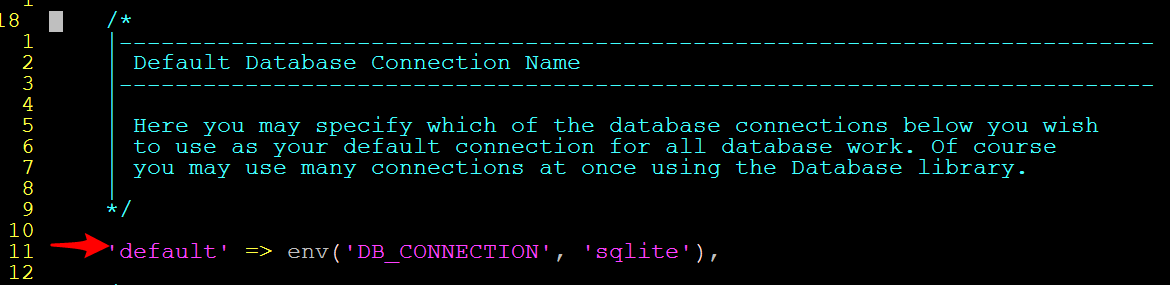 18 /*
1 |--------------------------------------------------------------------------
2 | Default Database Connection Name
3 |--------------------------------------------------------------------------
4 |
5 | Here you may specify which of the database connections below you wish
6 | to use as your default connection for all database work. Of course
7 | you may use many connections at once using the Database library.
8 |
9 */
10
11 'default' => env('DB_CONNECTION', 'sqlite'),
12